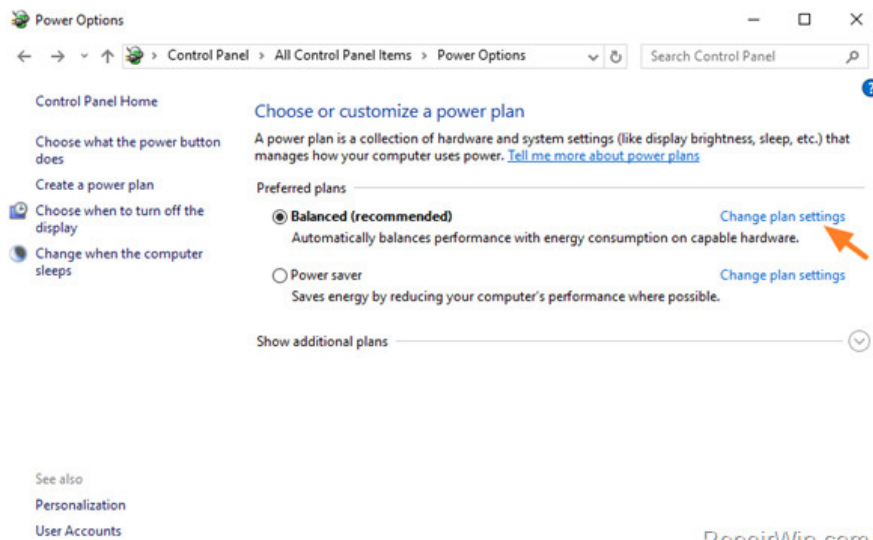 Power Options
Control Panel > All Control Panel Items > Power Options
Search Control Panel
Control Panel Home
Choose what the power button
does
Create a power plan
Choose when to turn off the
display
Change when the computer
sleeps
Choose or customize a power plan
A power plan is a collection of hardware and system settings (like display brightness, sleep, etc.) that
manages how your computer uses power. Tell me more about power plans
Preferred plans
Balanced (recommended) Change plan settings
Automatically balances performance with energy consumption on capable hardware.
Power saver Change plan settings
Saves energy by reducing your computer's performance where possible.
Show additional plans
See also
Personalization
User Accounts